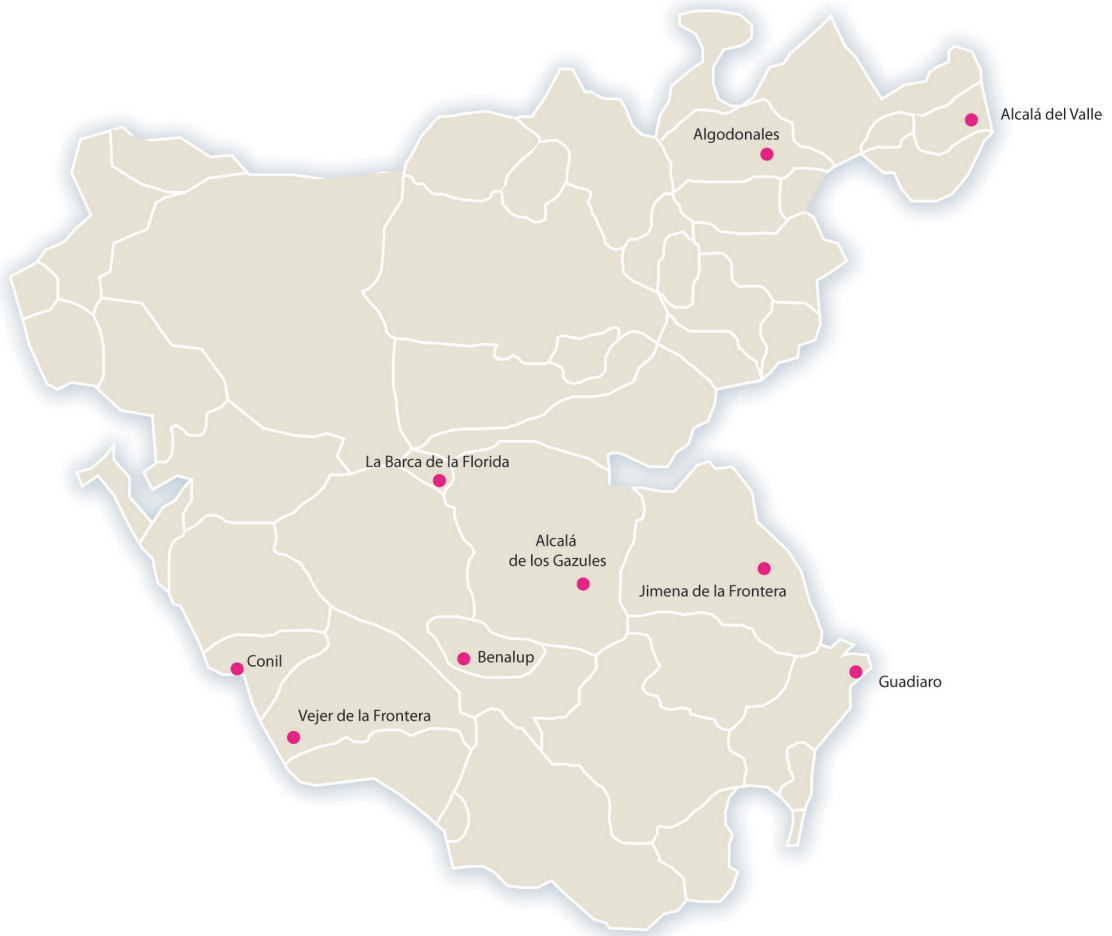 Alcalá del Valle
Algodonales
La Barca de la Florida
Alcalá
de los Gazules
Jimena de la Frontera
Conil
Benalup
Guadiaro
Vejer de la Frontera